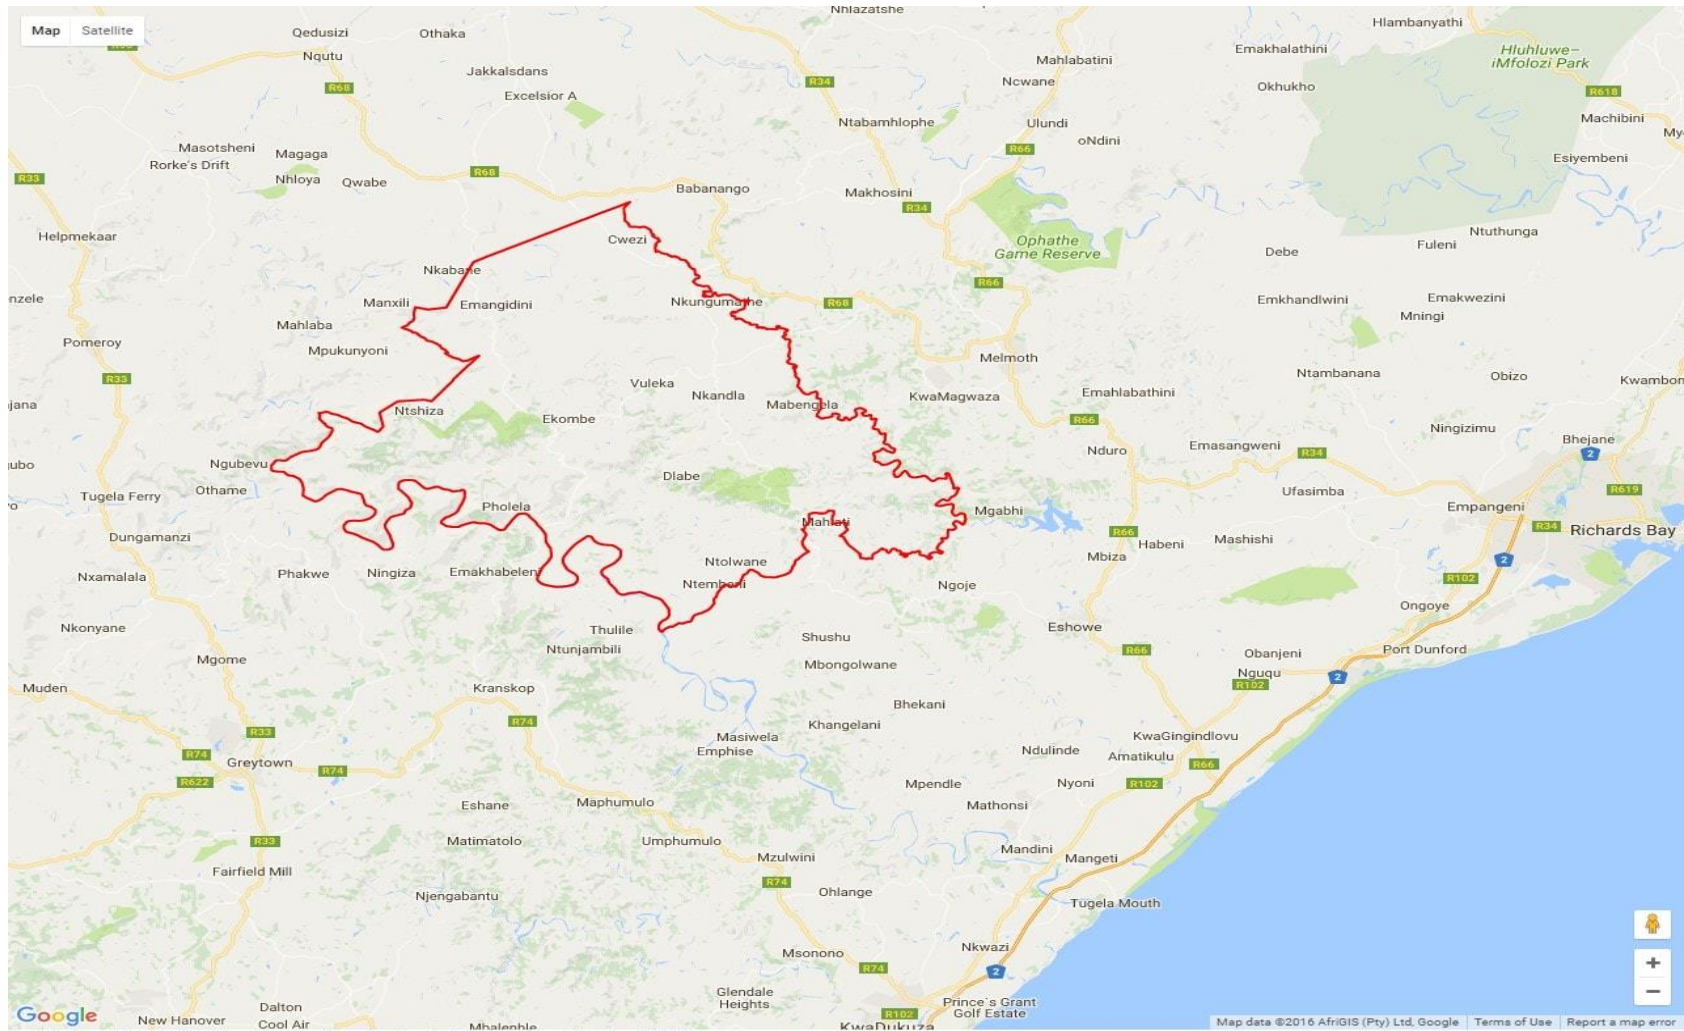 Map Satellite
Nhlazatshe
Hlambanyathi
Qedusizi
Othaka
Nqutu
Emakhalathini
Hluhluwe–
iMfolozi Park
Mahlabatini
Jakkalsdans
R34
Ncwane
Okhukho
R68
Excelsior A
R618
Machibini
Ntabamhlophe
Ulundi
My
oNdini
Masotsheni
Magaga
R66
Esiyembeni
Rorke's Drift
R33
Nhloya
Qwabe
R68
Babanango
Makhosini
R34
Helpmekaar
Cwezi
Ntuthunga
Ophathe
Game Reserve
Debe
Fuleni
Nkabane
R66
nzele
Manxili
Emangidini
Nkungumathe
R68
Emkhandlwini
Emakwezini
Mningi
Mahlaba
Pomeroy
Mpukunyoni
Melmoth
R33
Vuleka
Nkandla
Ntambanana
Obizo
Kwambon
jana
Ntshiza
Ekombe
Mabengela
KwaMagwaza
Emahlabathini
R66
Ningizimu
Bhejane
2
ubo
Ngubevu
Nduro
Emasangweni
R34
Othame
Dlabe
Tugela Ferry
Ufasimba
R619
Pholela
Mahlati
Mgabhi
Empangeni
R34
Richards Bay
Dungamanzi
R66
Habeni
Mashishi
Mbiza
2
Nxamalala
Phakwe
Ningiza
Emakhabeleni
Ntolwane
Ntembeni
Ngoje
R102
Ongoye
Nkonyane
Thulile
Shushu
Eshowe
Ntunjambili
R66
Obanjeni
Port Dunford
Mgome
Mbongolwane
Nguqu
2
R102
Muden
Kranskop
Bhekani
R74
Khangelani
R33
Masiwela
Emphise
KwaGingindlovu
R74
Ndulinde
Amatikulu
R66
Greytown
R74
R622
Mpendle
Nyoni
R102
Eshane
Maphumulo
Mathonsi
R33
Matimatolo
Umphumulo
Mzulwini
Mandini
Mangeti
Fairfield Mill
R74
Njengabantu
Ohlange
Tugela Mouth
Msonono
Nkwazi
R74
2
Glendale
Heights
Prince's Grant
Golf Estate
Dalton
Cool Air
Google
New Hanover
R102
KwaDukuza
Map data ©2016 AfriGIS (Pty) Ltd, Google Terms of Use Report a map error